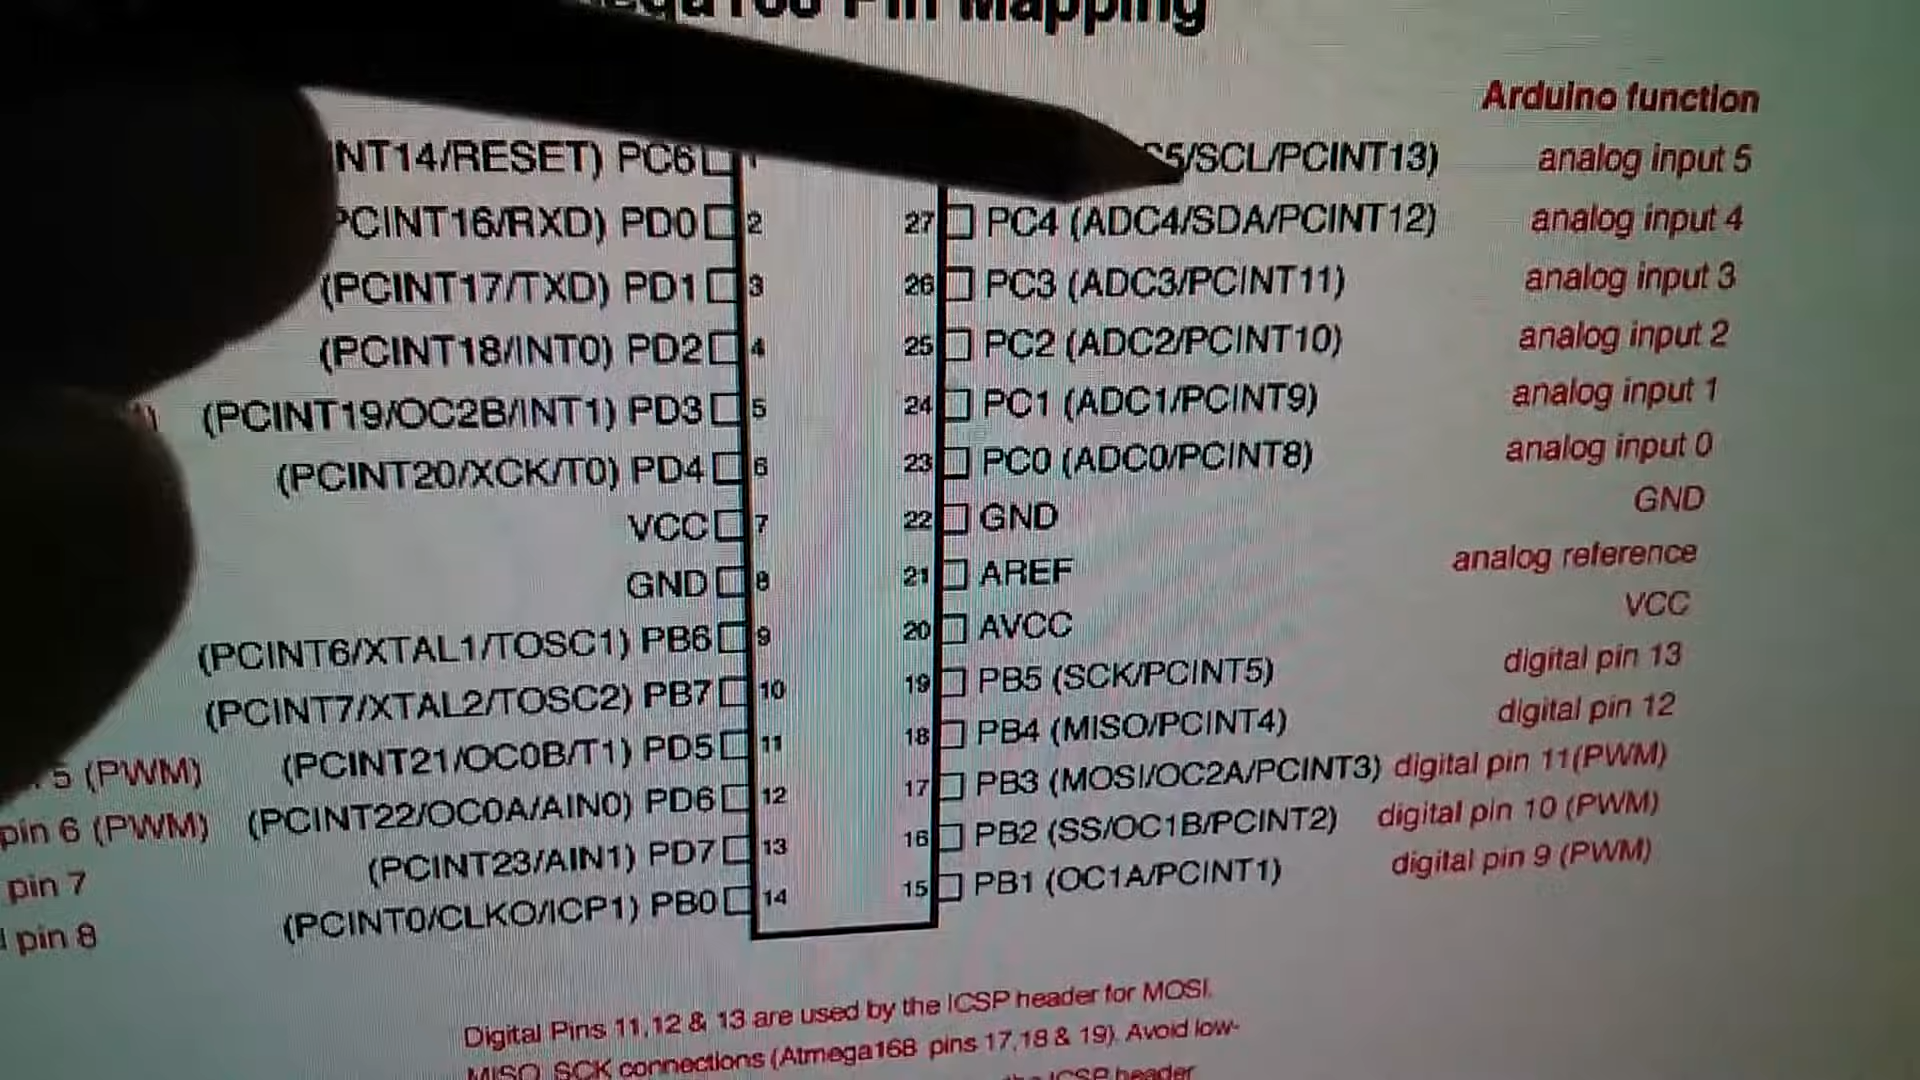 Pin Mapping
Arduino function
NT14/RESET) PC6 1
S5/SCL/PCINT13) analog input 5
PCINT16/RXD) PD0 2
27 PC4 (ADC4/SDA/PCINT12) analog input 4
(PCINT17/TXD) PD1 3
26 PC3 (ADC3/PCINT11) analog input 3
(PCINT18/INT0) PD2 4
25 PC2 (ADC2/PCINT10) analog input 2
(PCINT19/OC2B/INT1) PD3 5
24 PC1 (ADC1/PCINT9) analog input 1
(PCINT20/XCK/T0) PD4 6
23 PC0 (ADC0/PCINT8) analog input 0
VCC 7
22 GND GND
GND 8
21 AREF analog reference
(PCINT6/XTAL1/TOSC1) PB6 9
20 AVCC VCC
(PCINT7/XTAL2/TOSC2) PB7 10
19 PB5 (SCK/PCINT5) digital pin 13
5 (PWM) (PCINT21/OC0B/T1) PD5 11
18 PB4 (MISO/PCINT4) digital pin 12
pin 6 (PWM) (PCINT22/OC0A/AIN0) PD6 12
17 PB3 (MOSI/OC2A/PCINT3) digital pin 11(PWM)
pin 7 (PCINT23/AIN1) PD7 13
16 PB2 (SS/OC1B/PCINT2) digital pin 10 (PWM)
pin 8 (PCINT0/CLKO/ICP1) PB0 14
15 PB1 (OC1A/PCINT1) digital pin 9 (PWM)
Digital Pins 11,12 & 13 are used by the ICSP header for MOSI,
MISO, SCK connections (Atmega168 pins 17,18 & 19). Avoid low-
the ICSP header